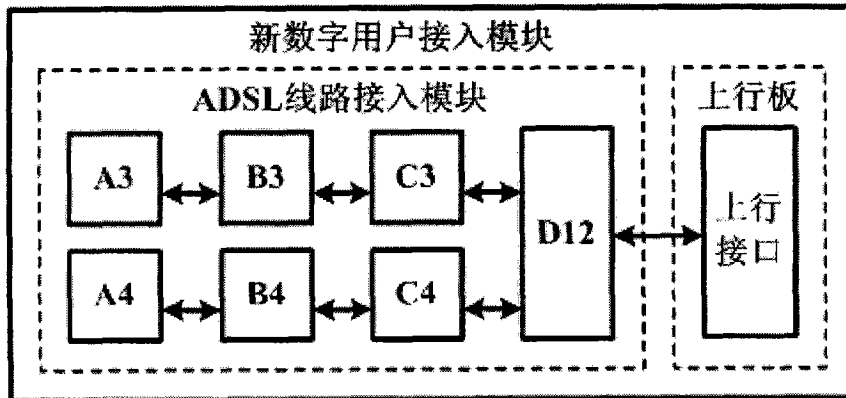 新数字用户接入模块
ADSL线路接入模块
上行板
A3
B3
C3
D12
上行
接口
A4
B4
C4